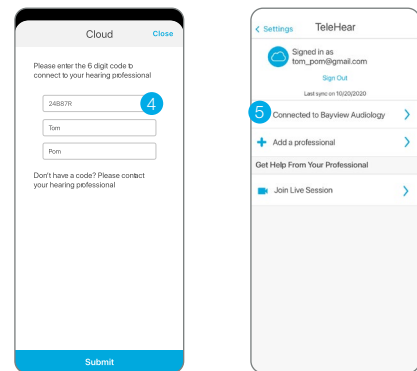 Cloud
Close
Please enter the 6 digit code to
connect to your hearing professional
24B87R
4
Tom
Pom
Don't have a code? Please contact
your hearing professional
Submit
Settings
TeleHear
Signed in as
tom_pom@gmail.com
Sign Out
Last sync on 10/20/2020
5
Connected to Bayview Audiology
Add a professional
Get Help From Your Professional
Join Live Session